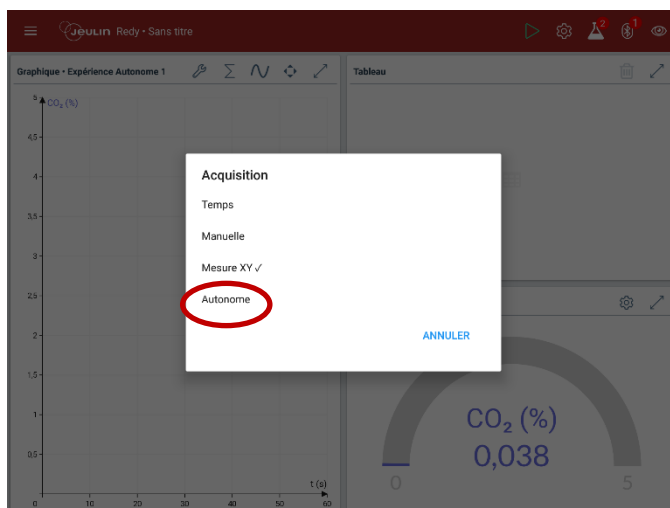 Jeulin Redy • Sans titre
2
1
Graphique • Expérience Autonome 1
Tableau
5
CO₂ (%)
4,5
4
3,5
3
2,5
2
1,5
1
0,5
0
10
20
30
40
50
60
t (s)
Acquisition
Temps
Manuelle
Mesure XY ✓
Autonome
ANNULER
CO₂ (%)
0,038
0
5